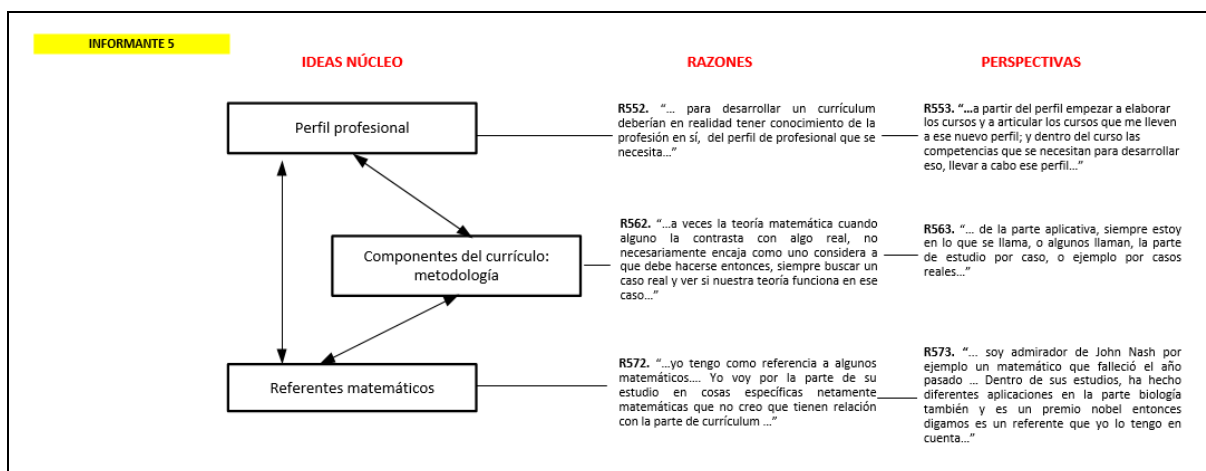 INFORMANTE 5
IDEAS NÚCLEO
RAZONES
PERSPECTIVAS
Perfil profesional
R552. “... para desarrollar un currículum
deberían en realidad tener conocimiento de la
profesión en sí, del perfil de profesional que se
necesita...”
R553. “...a partir del perfil empezar a elaborar
los cursos y a articular los cursos que me lleven
a ese nuevo perfil; y dentro del curso las
competencias que se necesitan para desarrollar
eso, llevar a cabo ese perfil...”
Componentes del currículo:
metodología
R562. “...a veces la teoría matemática cuando
alguno la contrasta con algo real, no
necesariamente encaja como uno considera a
que debe hacerse entonces, siempre buscar un
caso real y ver si nuestra teoría funciona en ese
caso...”
R563. “... de la parte aplicativa, siempre estoy
en lo que se llama, o algunos llaman, la parte
de estudio por caso, o ejemplo por casos
reales...”
Referentes matemáticos
R572. “...yo tengo como referencia a algunos
matemáticos.... Yo voy por la parte de su
estudio en cosas específicas netamente
matemáticas que no creo que tienen relación
con la parte de currículum ...”
R573. “... soy admirador de John Nash por
ejemplo un matemático que falleció el año
pasado ... Dentro de sus estudios, ha hecho
diferentes aplicaciones en la parte biología
también y es un premio nobel entonces
digamos es un referente que yo lo tengo en
cuenta...”